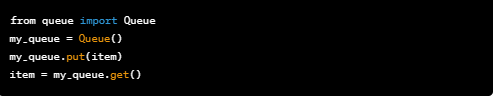 from queue import Queue
my_queue = Queue()
my_queue.put(item)
item = my_queue.get()